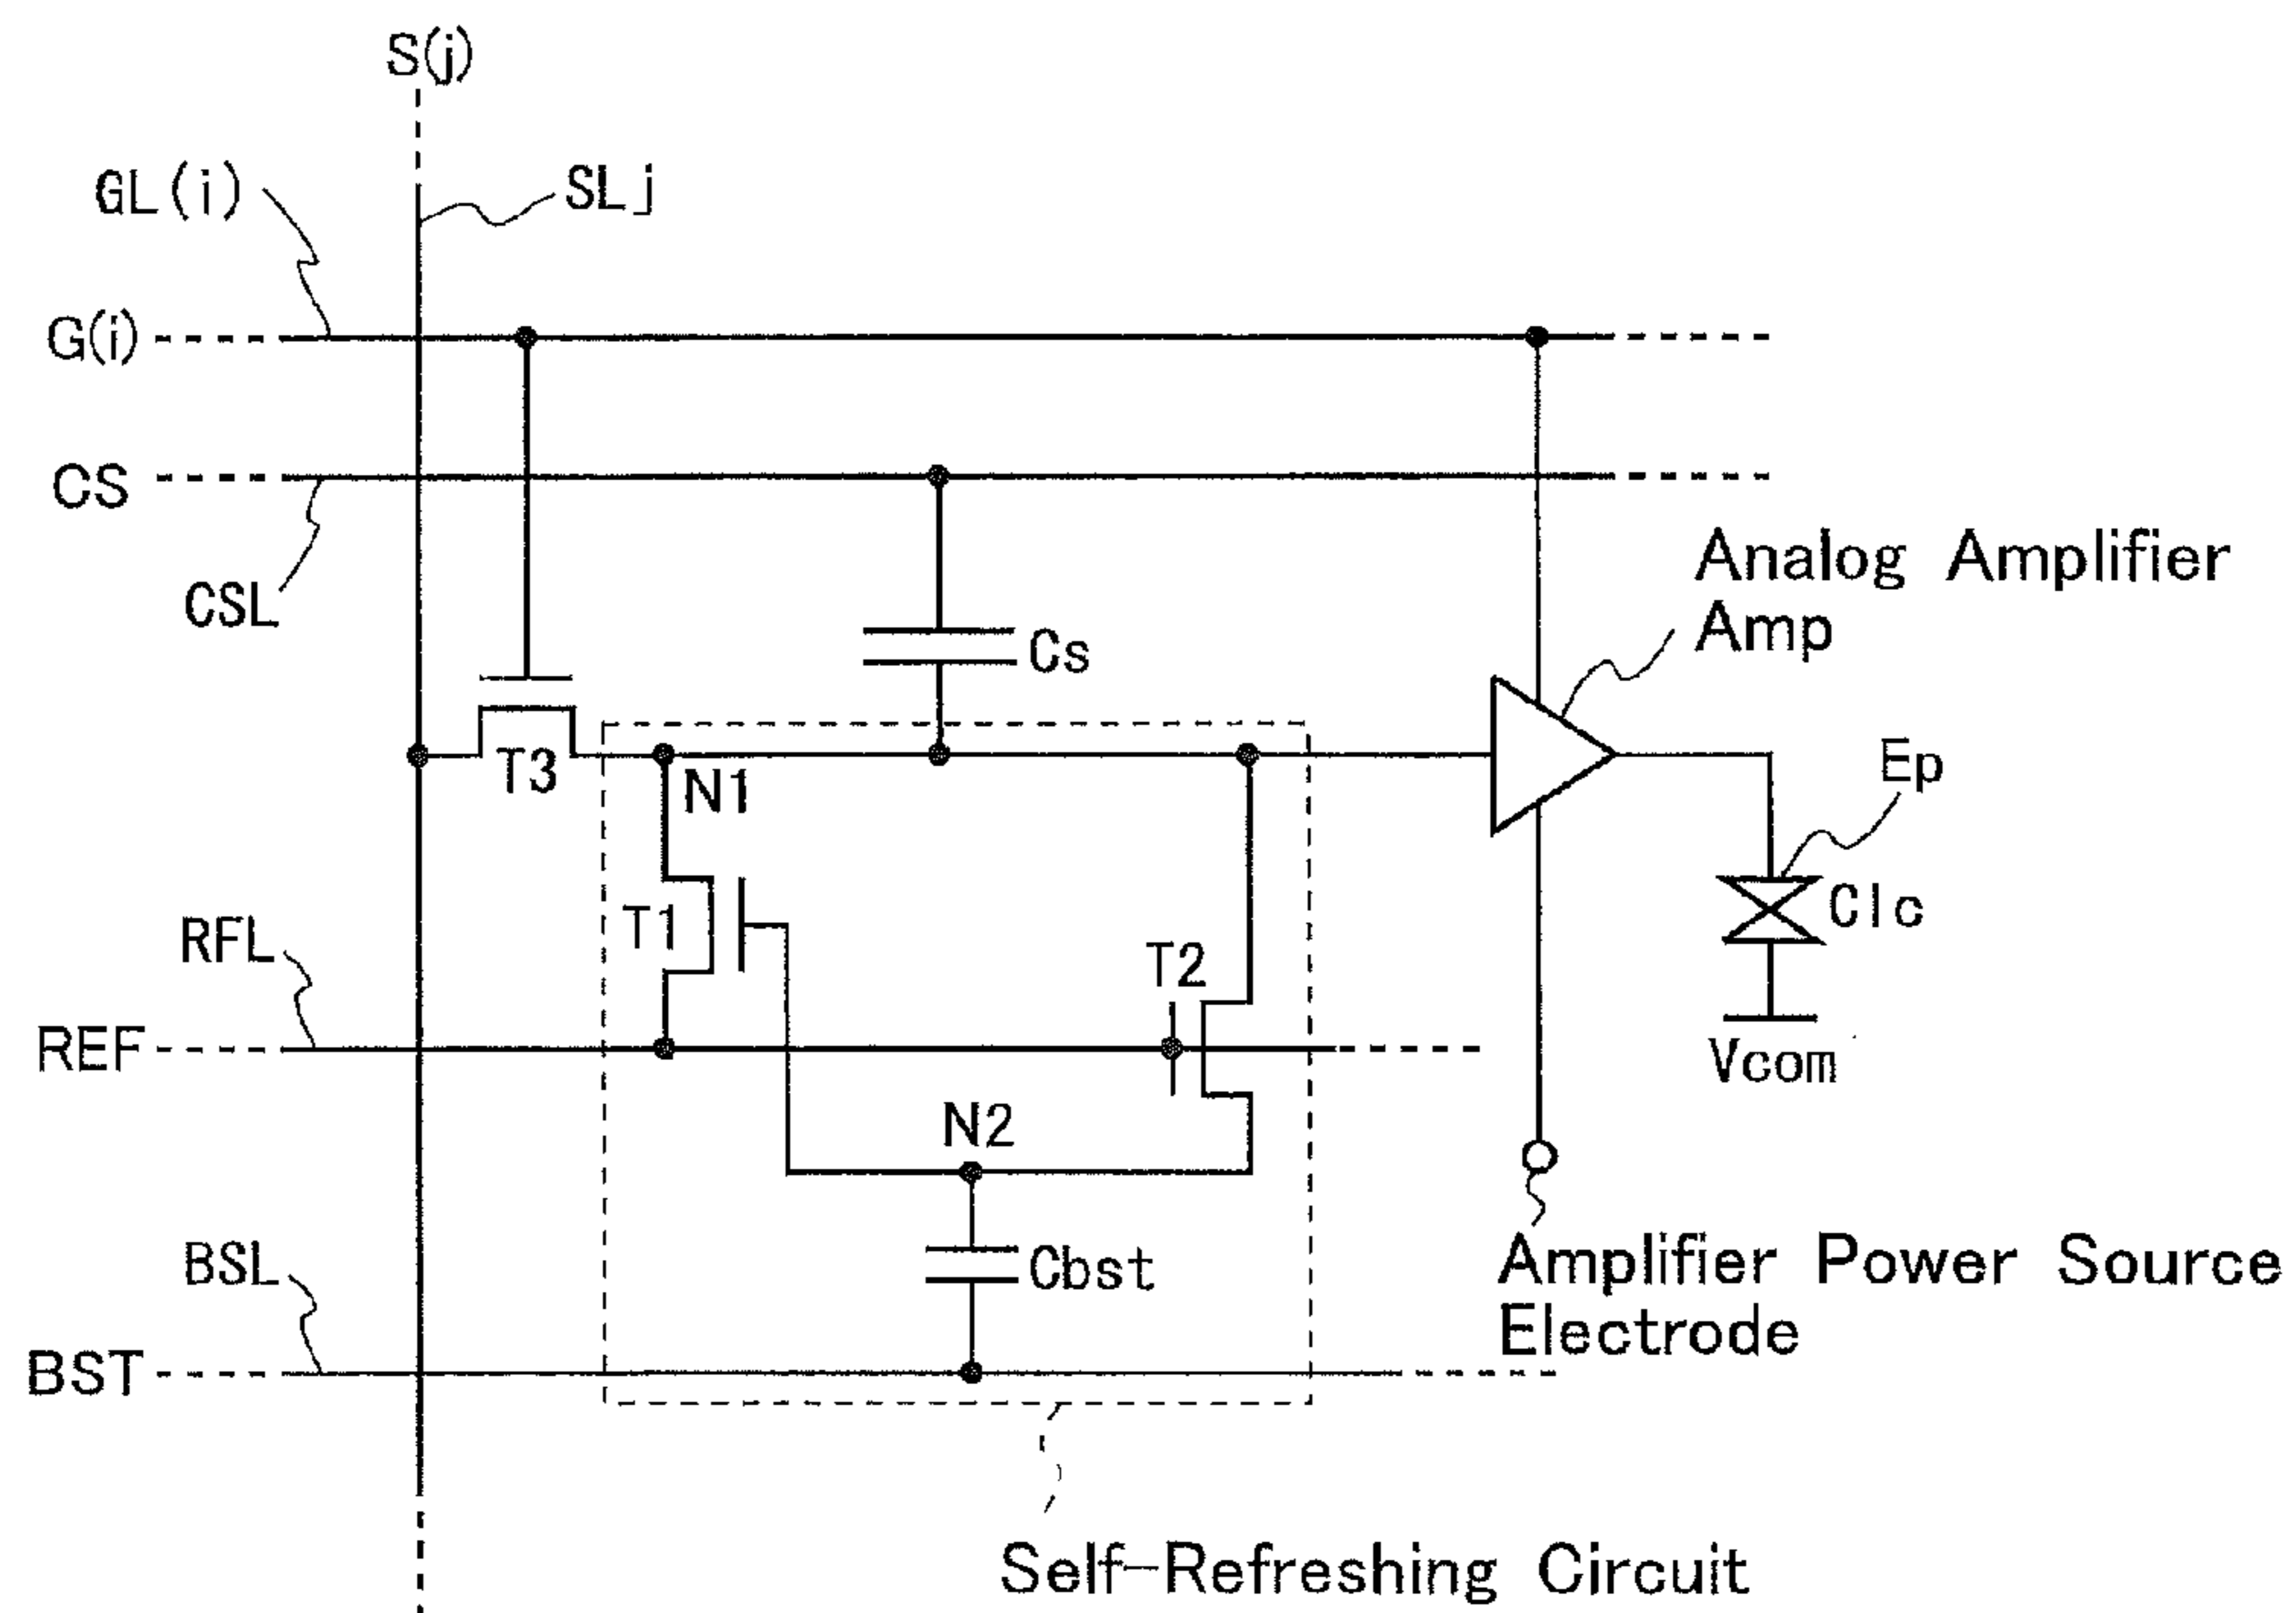 S(j)
GL(i)
SLj
G(i)
CS
CSL
Analog Amplifier
Amp
Cs
T3
N1
Ep
Clc
T1
RFL
T2
REF
Vcom
N2
BSL
Cbst
Amplifier Power Source
Electrode
BST
Self-Refreshing Circuit